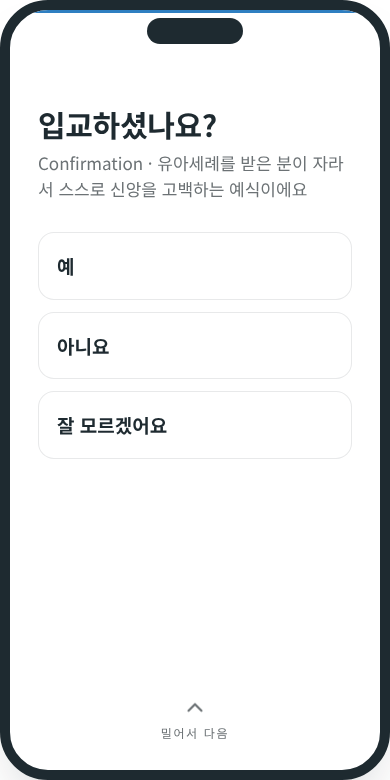 입교하셨나요?
Confirmation · 유아세례를 받은 분이 자라
서 스스로 신앙을 고백하는 예식이에요
예
아니요
잘 모르겠어요
밀어서 다음